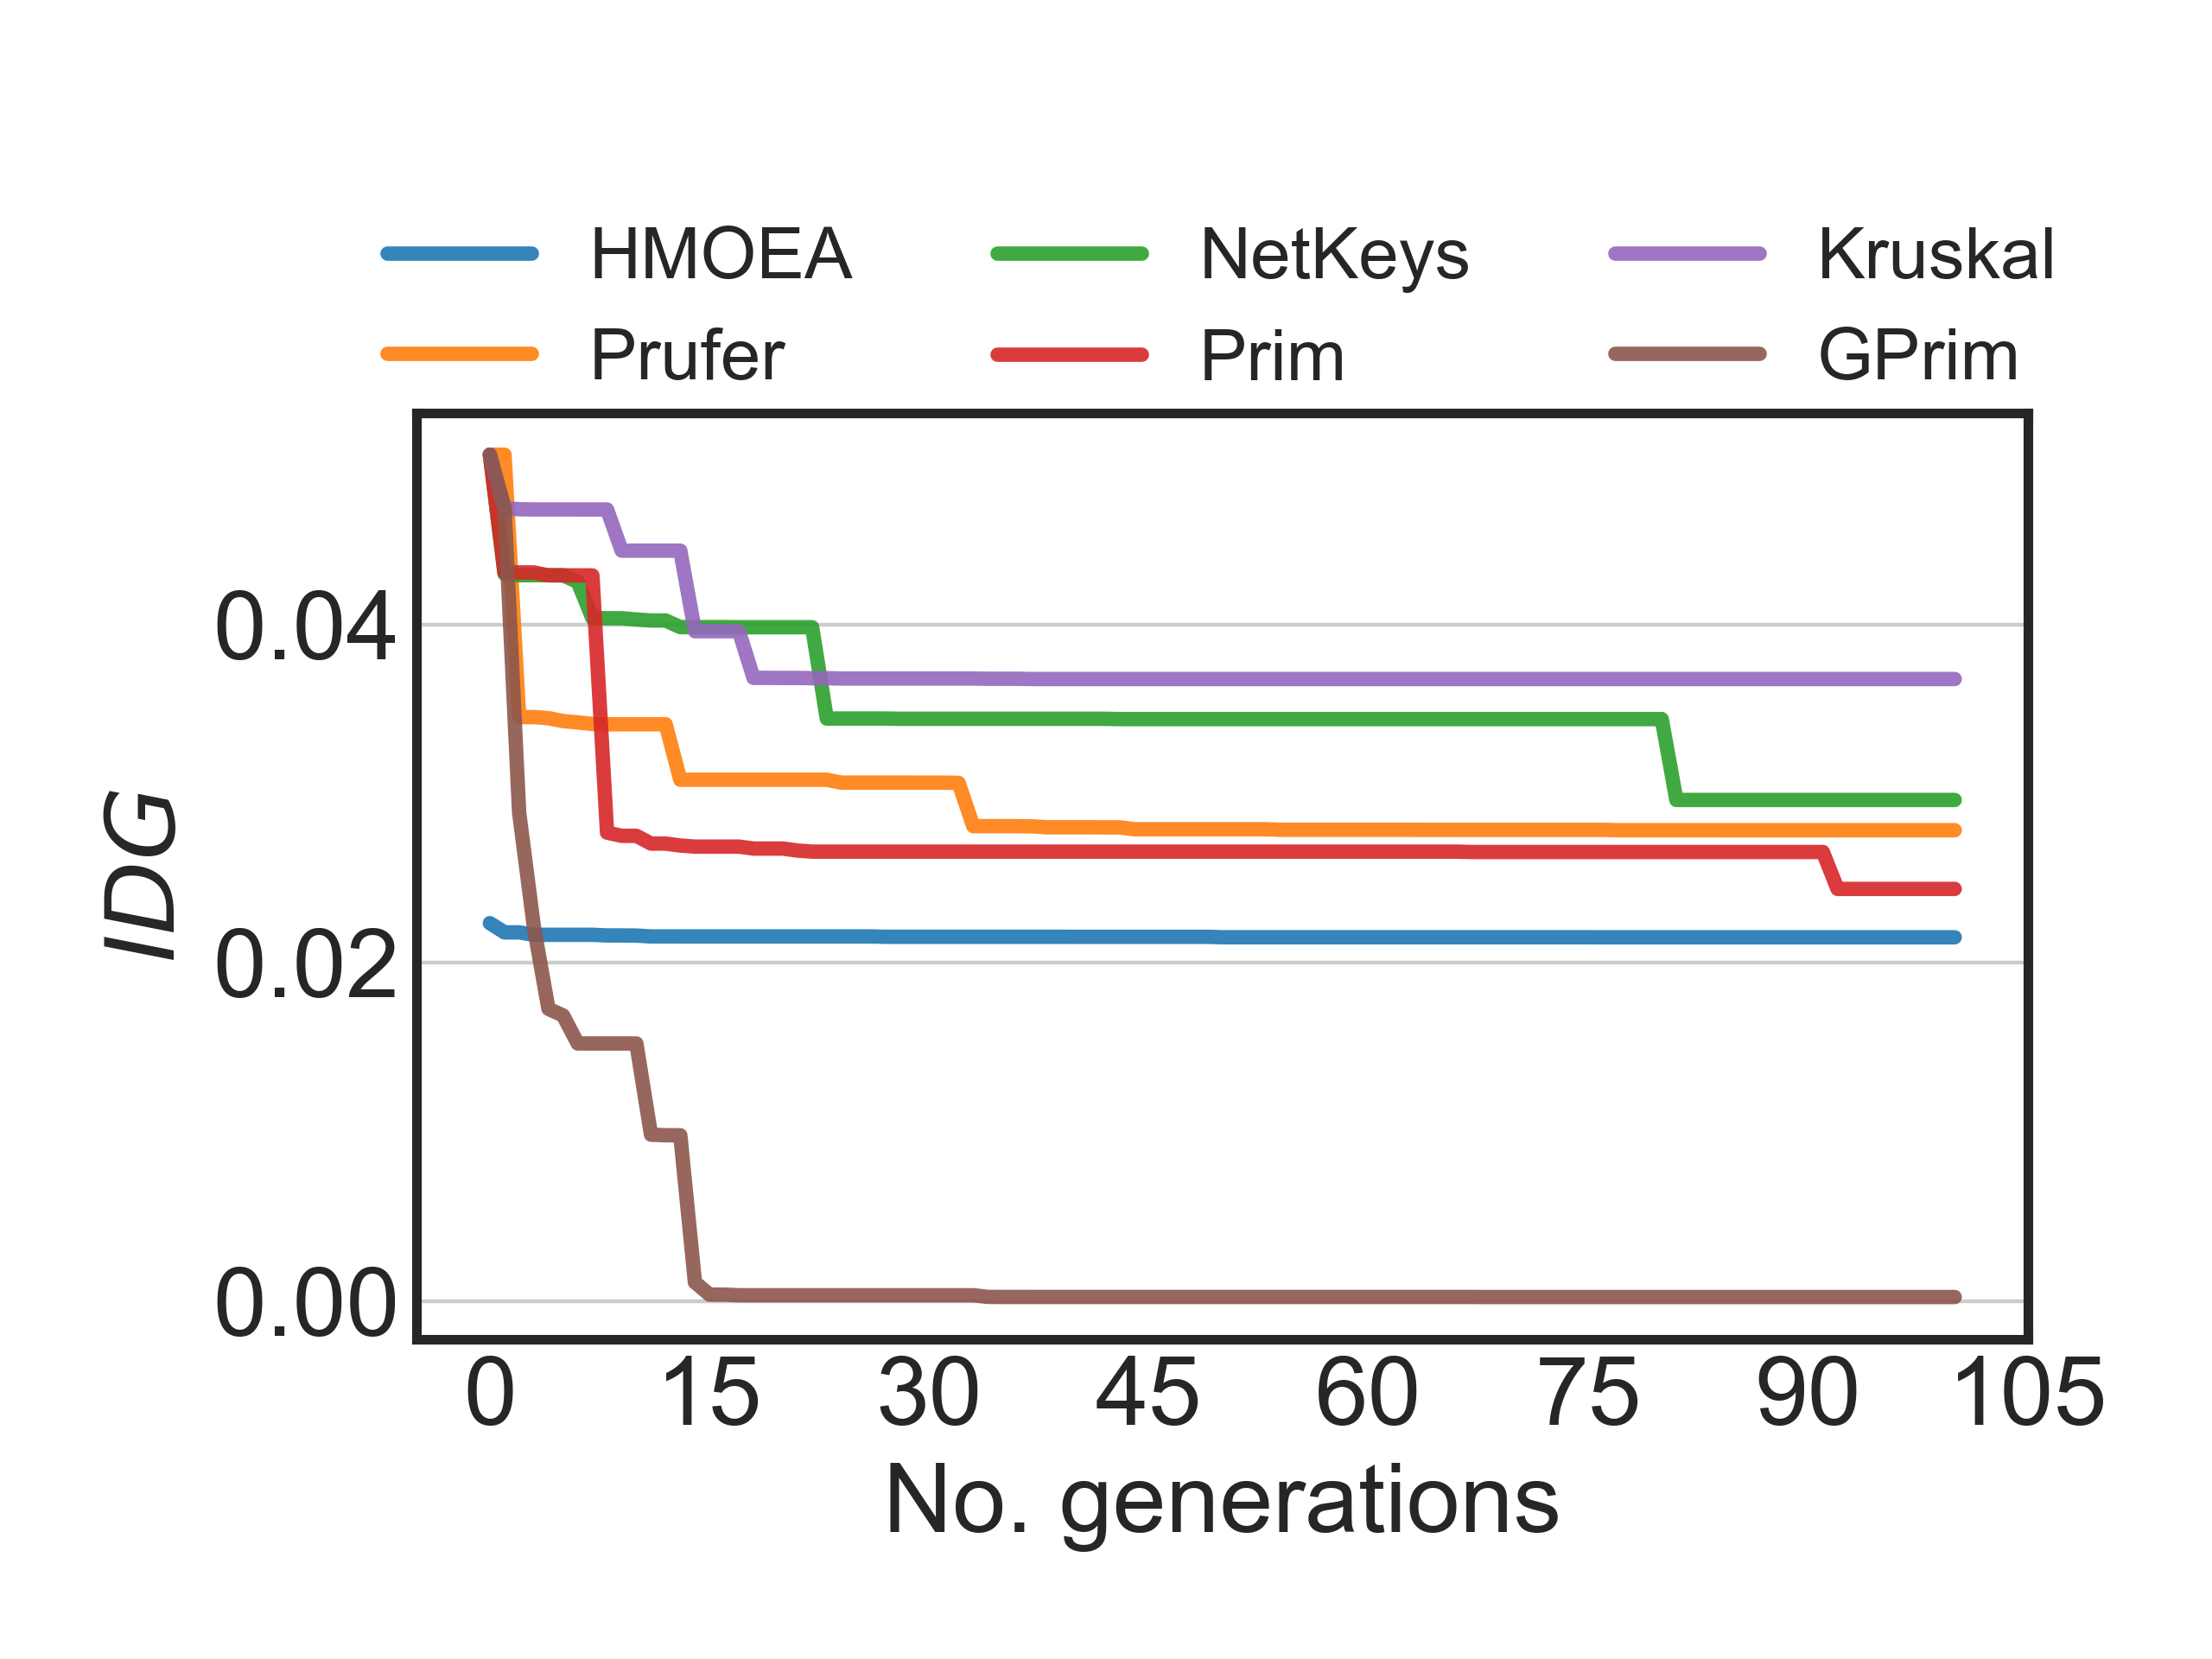 HMOEA NetKeys Kruskal
Prufer Prim GPrim
IDG
0.04
0.02
0.00
0 15 30 45 60 75 90 105
No. generations